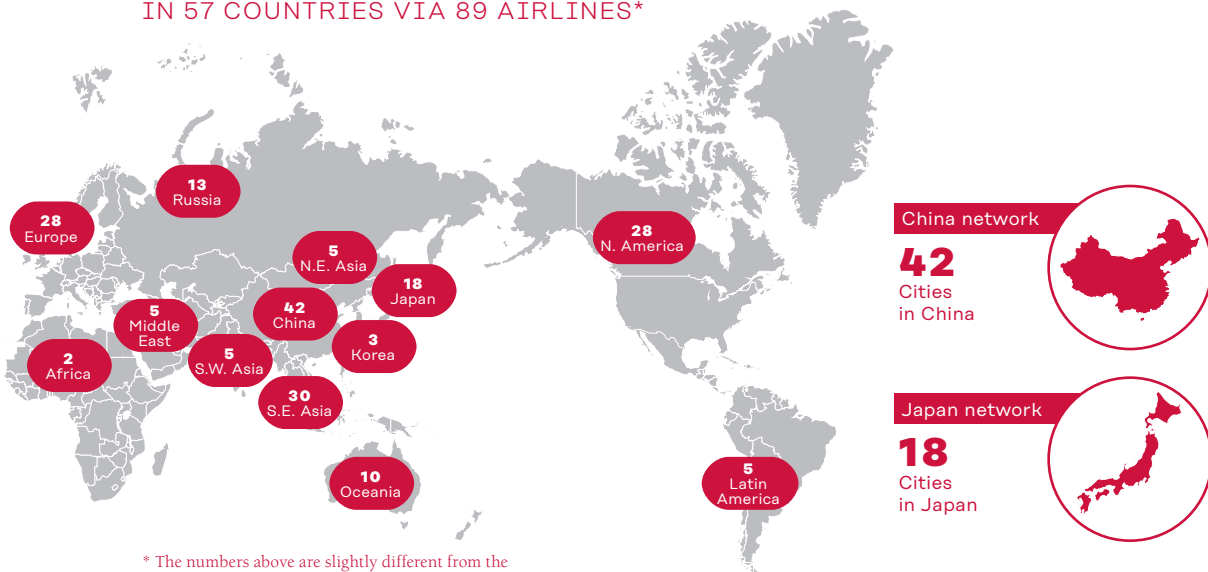 IN 57 COUNTRIES VIA 89 AIRLINES*
13
Russia
28
Europe
28
N. America
5
N.E. Asia
18
Japan
42
China
5
Middle
East
3
Korea
5
S.W. Asia
2
Africa
30
S.E. Asia
10
Oceania
5
Latin
America
China network
42
Cities
in China
Japan network
18
Cities
in Japan
* The numbers above are slightly different from the